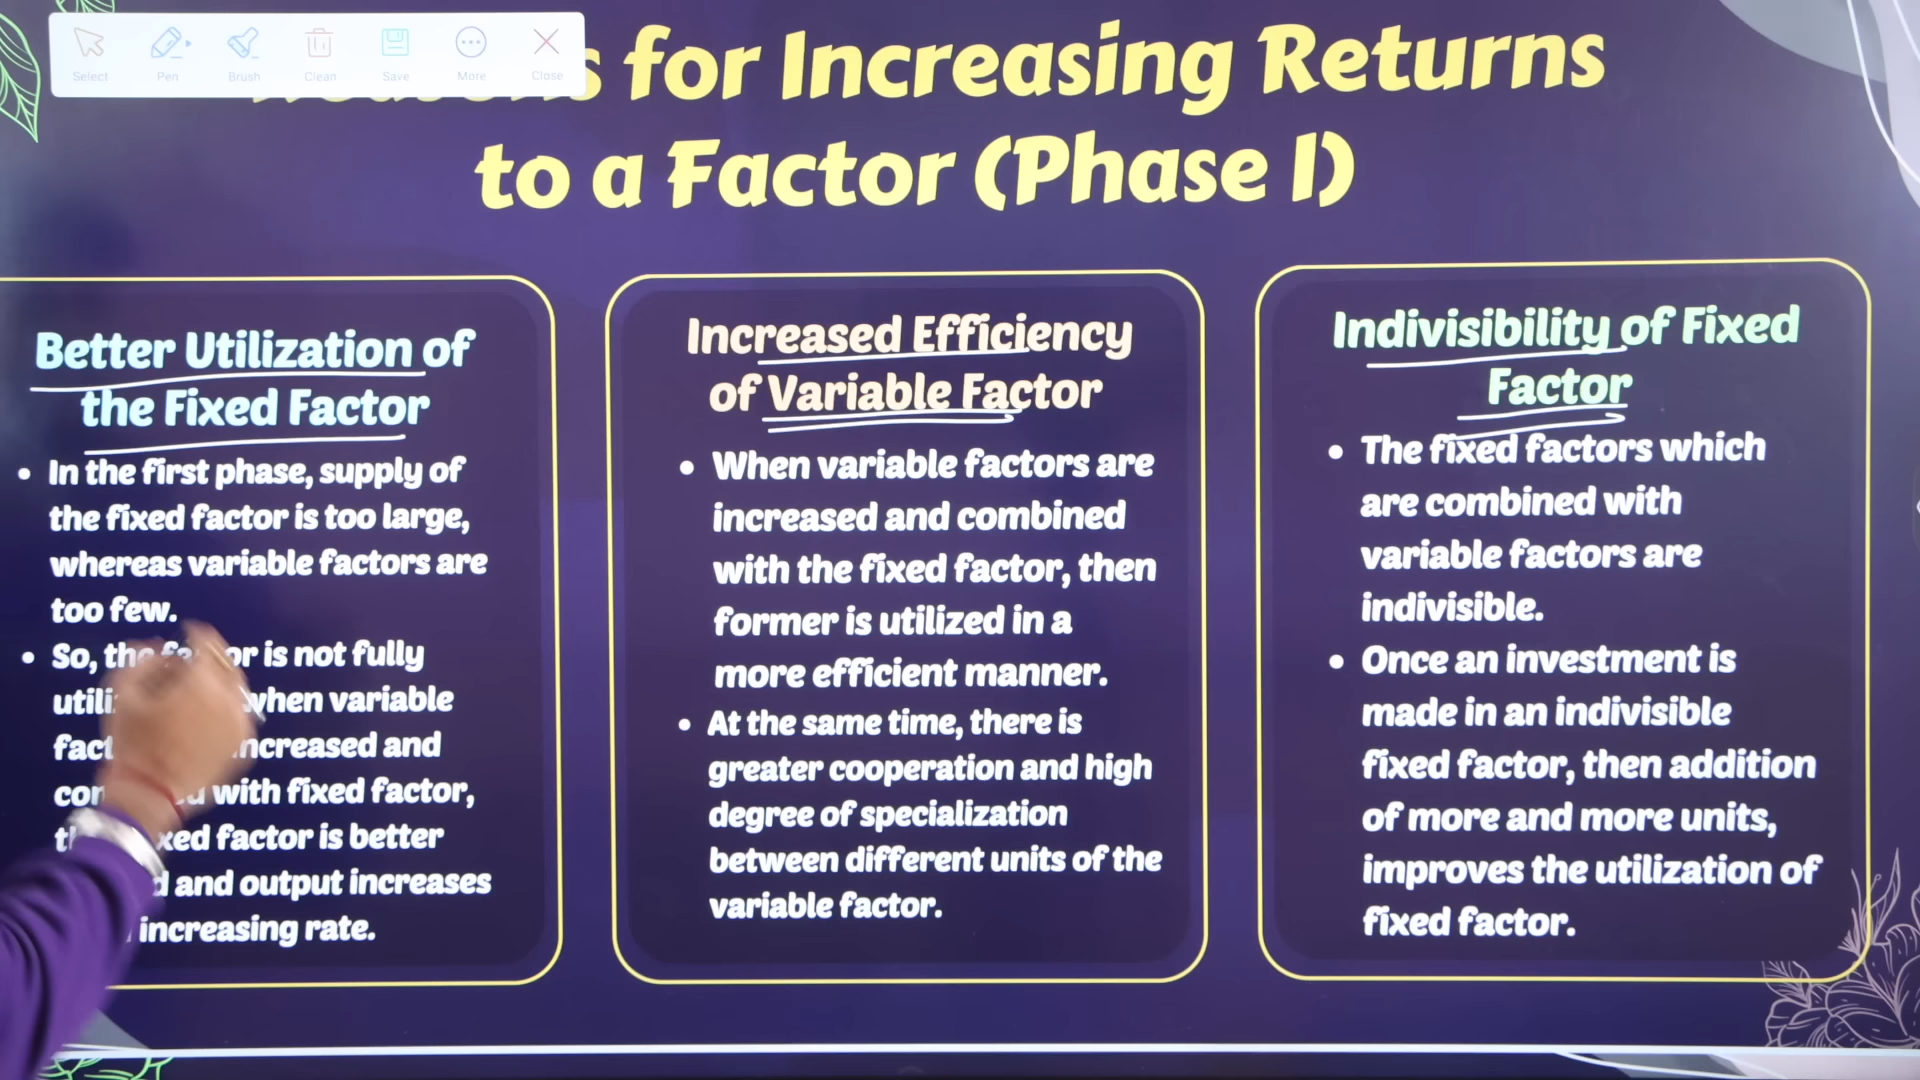 Select
Pen
Brush
Clean
Save
More
Close
for Increasing Returns
to a Factor (Phase I)
Better Utilization of
the Fixed Factor
• In the first phase, supply of
the fixed factor is too large,
whereas variable factors are
too few.
• So, the is not fully
when variable
increased and
with fixed factor,
factor is better
and output increases
increasing rate.
Increased Efficiency
of Variable Factor
• When variable factors are
increased and combined
with the fixed factor, then
former is utilized in a
more efficient manner.
• At the same time, there is
greater cooperation and high
degree of specialization
between different units of the
variable factor.
Indivisibility of Fixed
Factor
• The fixed factors which
are combined with
variable factors are
indivisible.
• Once an investment is
made in an indivisible
fixed factor, then addition
of more and more units,
improves the utilization of
fixed factor.